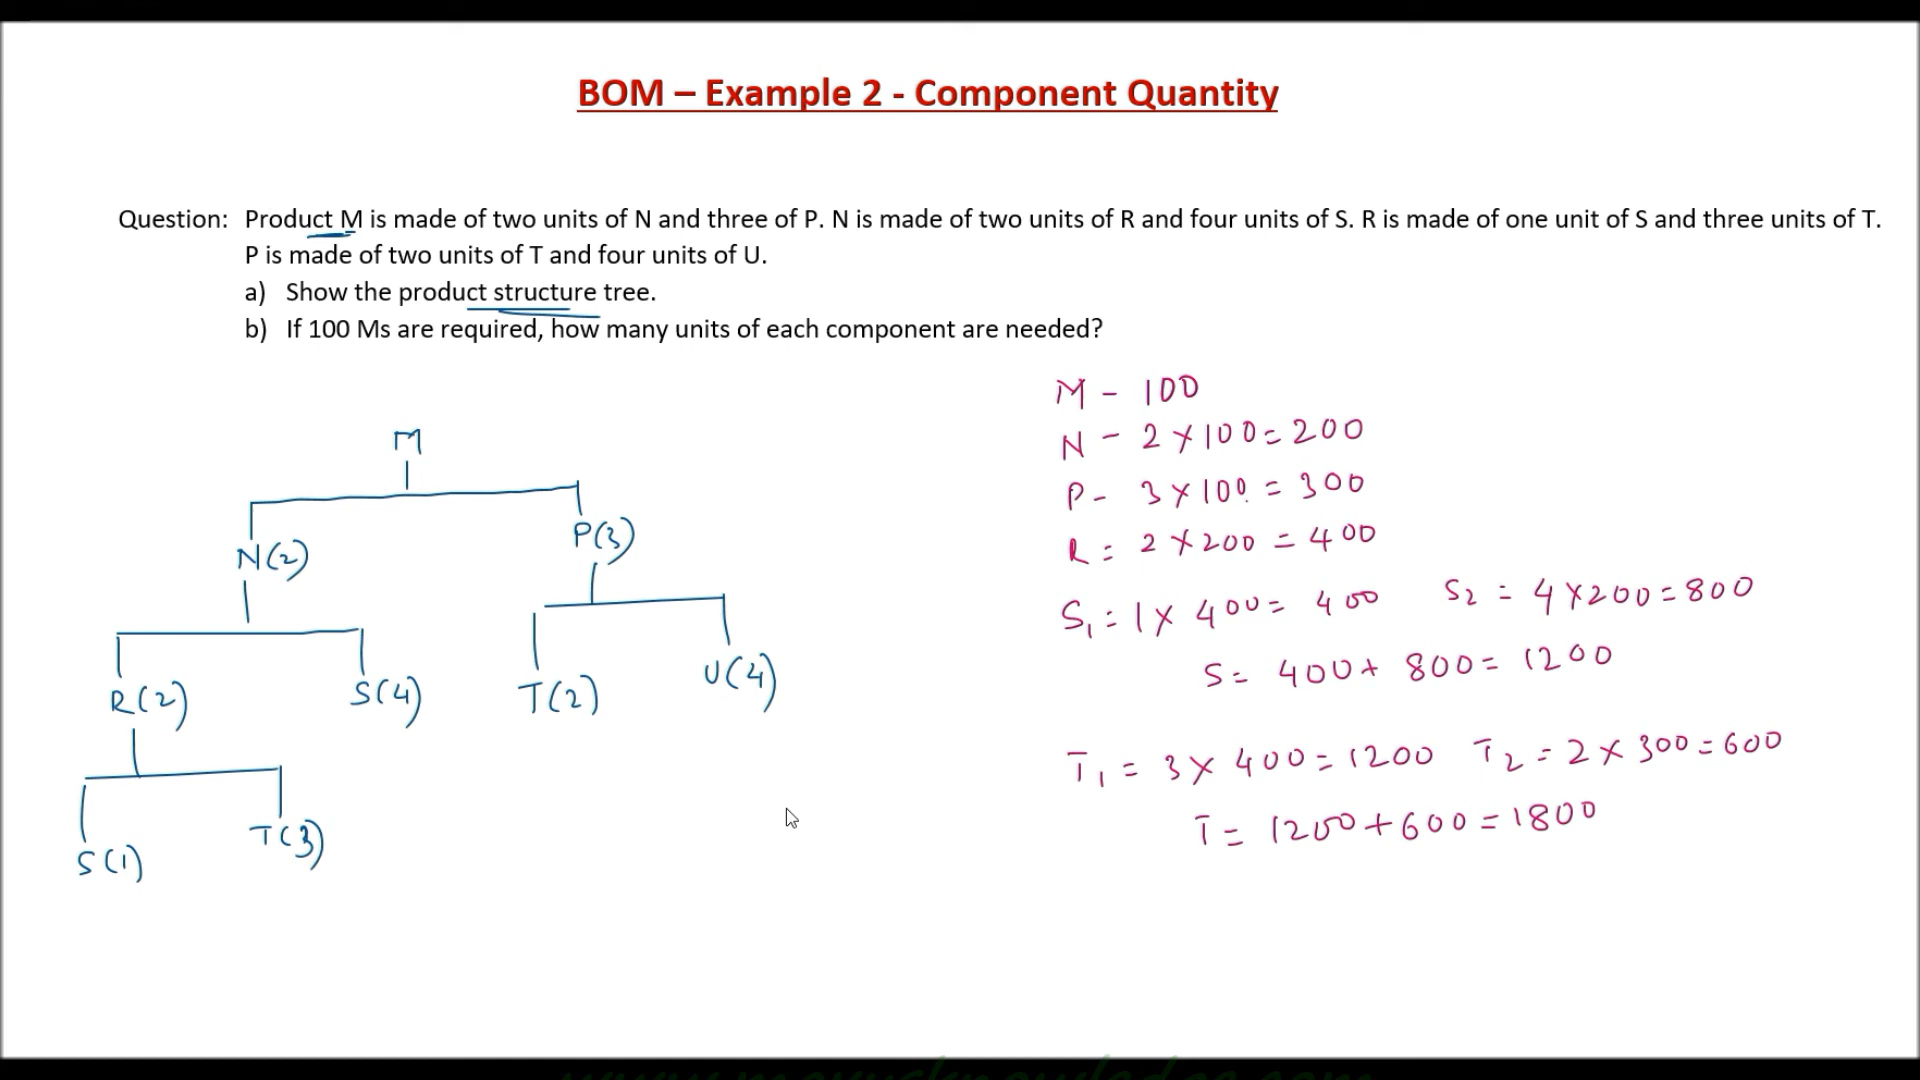 BOM – Example 2 - Component Quantity
Question: Product M is made of two units of N and three of P. N is made of two units of R and four units of S. R is made of one unit of S and three units of T.
P is made of two units of T and four units of U.
a) Show the product structure tree.
b) If 100 Ms are required, how many units of each component are needed?
M
N(2) P(3)
R(2) S(4) T(2) U(4)
S(1) T(3)
M - 100
N - 2 x 100 = 200
P - 3 x 100 = 300
R = 2 x 200 = 400
S1 = 1 x 400 = 400 S2 = 4 x 200 = 800
S = 400 + 800 = 1200
T1 = 3 x 400 = 1200 T2 = 2 x 300 = 600
T = 1200 + 600 = 1800